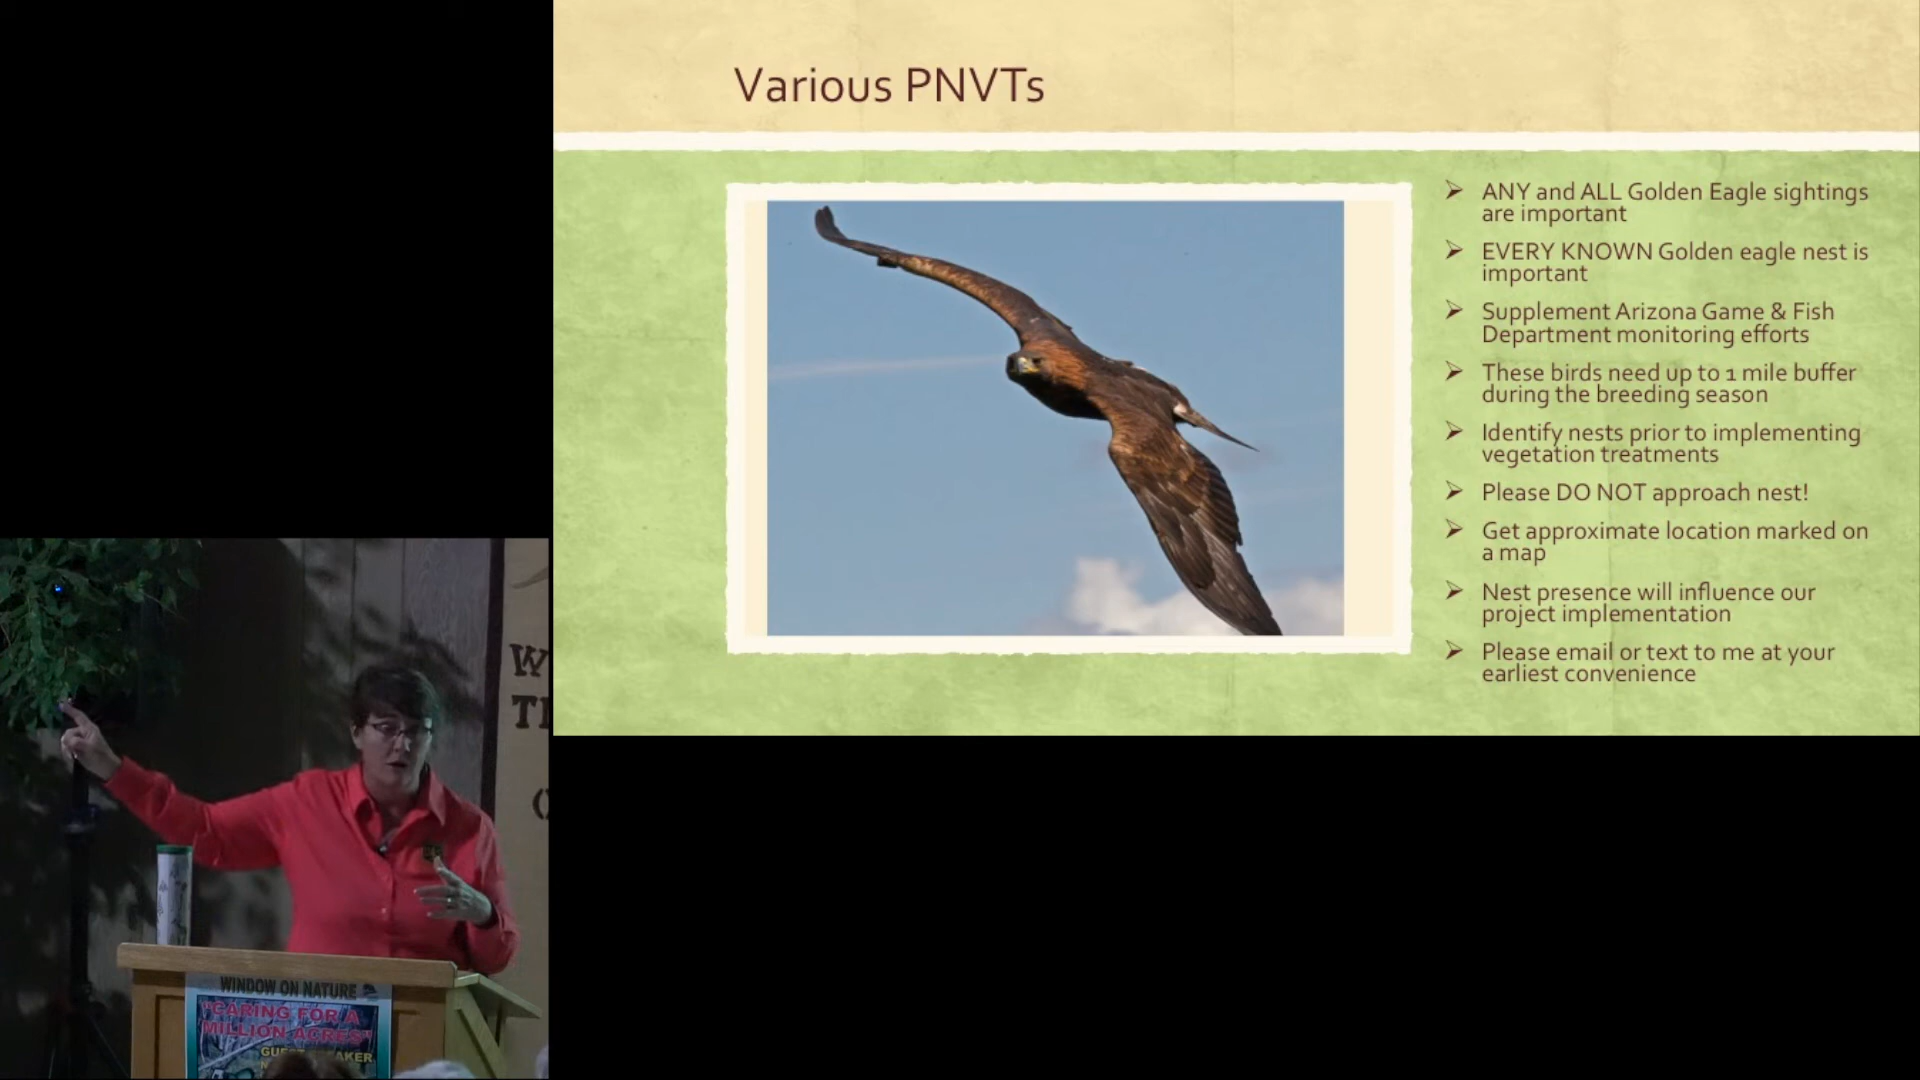 Various PNVTs
ANY and ALL Golden Eagle sightings
are important
EVERY KNOWN Golden eagle nest is
important
Supplement Arizona Game & Fish
Department monitoring efforts
These birds need up to 1 mile buffer
during the breeding season
Identify nests prior to implementing
vegetation treatments
Please DO NOT approach nest!
Get approximate location marked on
a map
Nest presence will influence our
project implementation
Please email or text to me at your
earliest convenience
WINDOW ON NATURE
"CARING FOR A
MILLION ACRES"